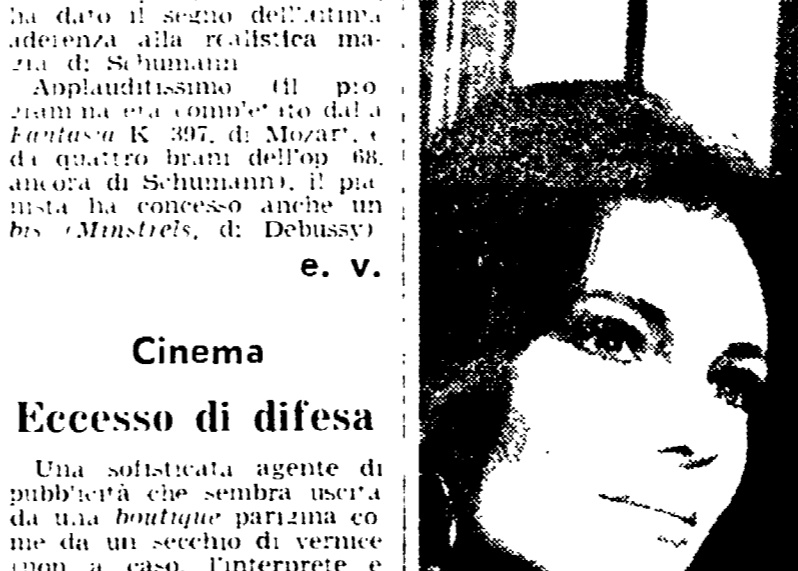 ha dato il segno dell'ultima
aderenza alla realistica ma-
gia di Schumann
Applauditissimo (il pro
gramma era completato dalla
Fantasia K 397, di Mozart, e
da quattro brani dell'op 68,
ancora di Schumann), il pia
nista ha concesso anche un
bis (Minstrels, di Debussy)
e. v.
Cinema
Eccesso di difesa
Una sofisticata agente di
pubblicità che sembra uscita
da una boutique parigina co
me da un secchio di vernice
(non a caso, l'interprete e